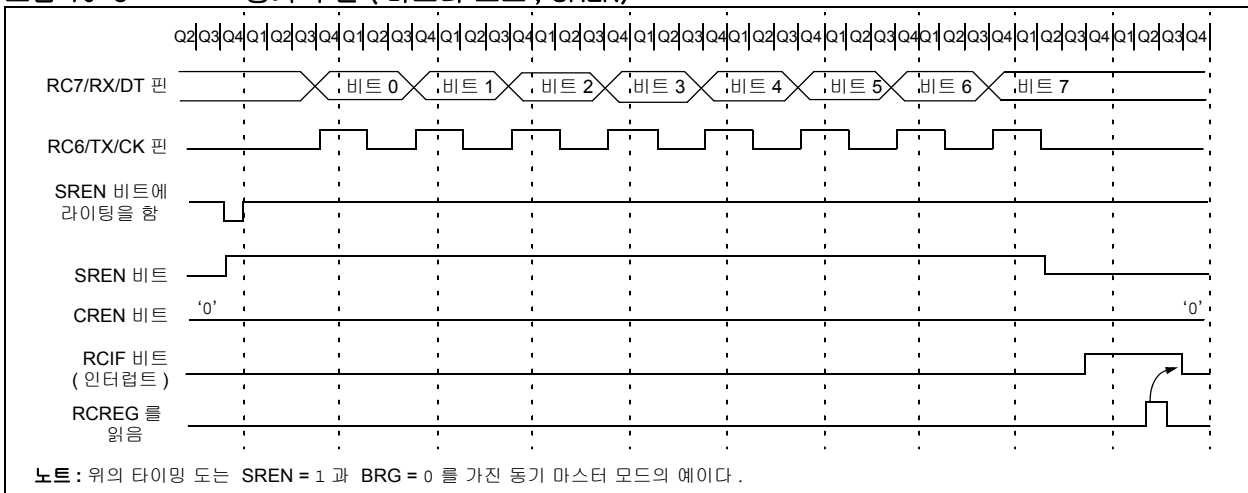 Q2 Q3 Q4 Q1 Q2 Q3 Q4 Q1 Q2 Q3 Q4 Q1 Q2 Q3 Q4 Q1 Q2 Q3 Q4 Q1 Q2 Q3 Q4 Q1 Q2 Q3 Q4 Q1 Q2 Q3 Q4 Q1 Q2 Q3 Q4 Q1 Q2 Q3 Q4 Q1 Q2 Q3 Q4
RC7/RX/DT 핀 비트 0 비트 1 비트 2 비트 3 비트 4 비트 5 비트 6 비트 7
RC6/TX/CK 핀
SREN 비트에
라이팅을 함
SREN 비트
CREN 비트 ‘0’ ‘0’
RCIF 비트
( 인터럽트 )
RCREG 를
읽음
노트 : 위의 타이밍 도는 SREN = 1 과 BRG = 0 를 가진 동기 마스터 모드의 예이다 .